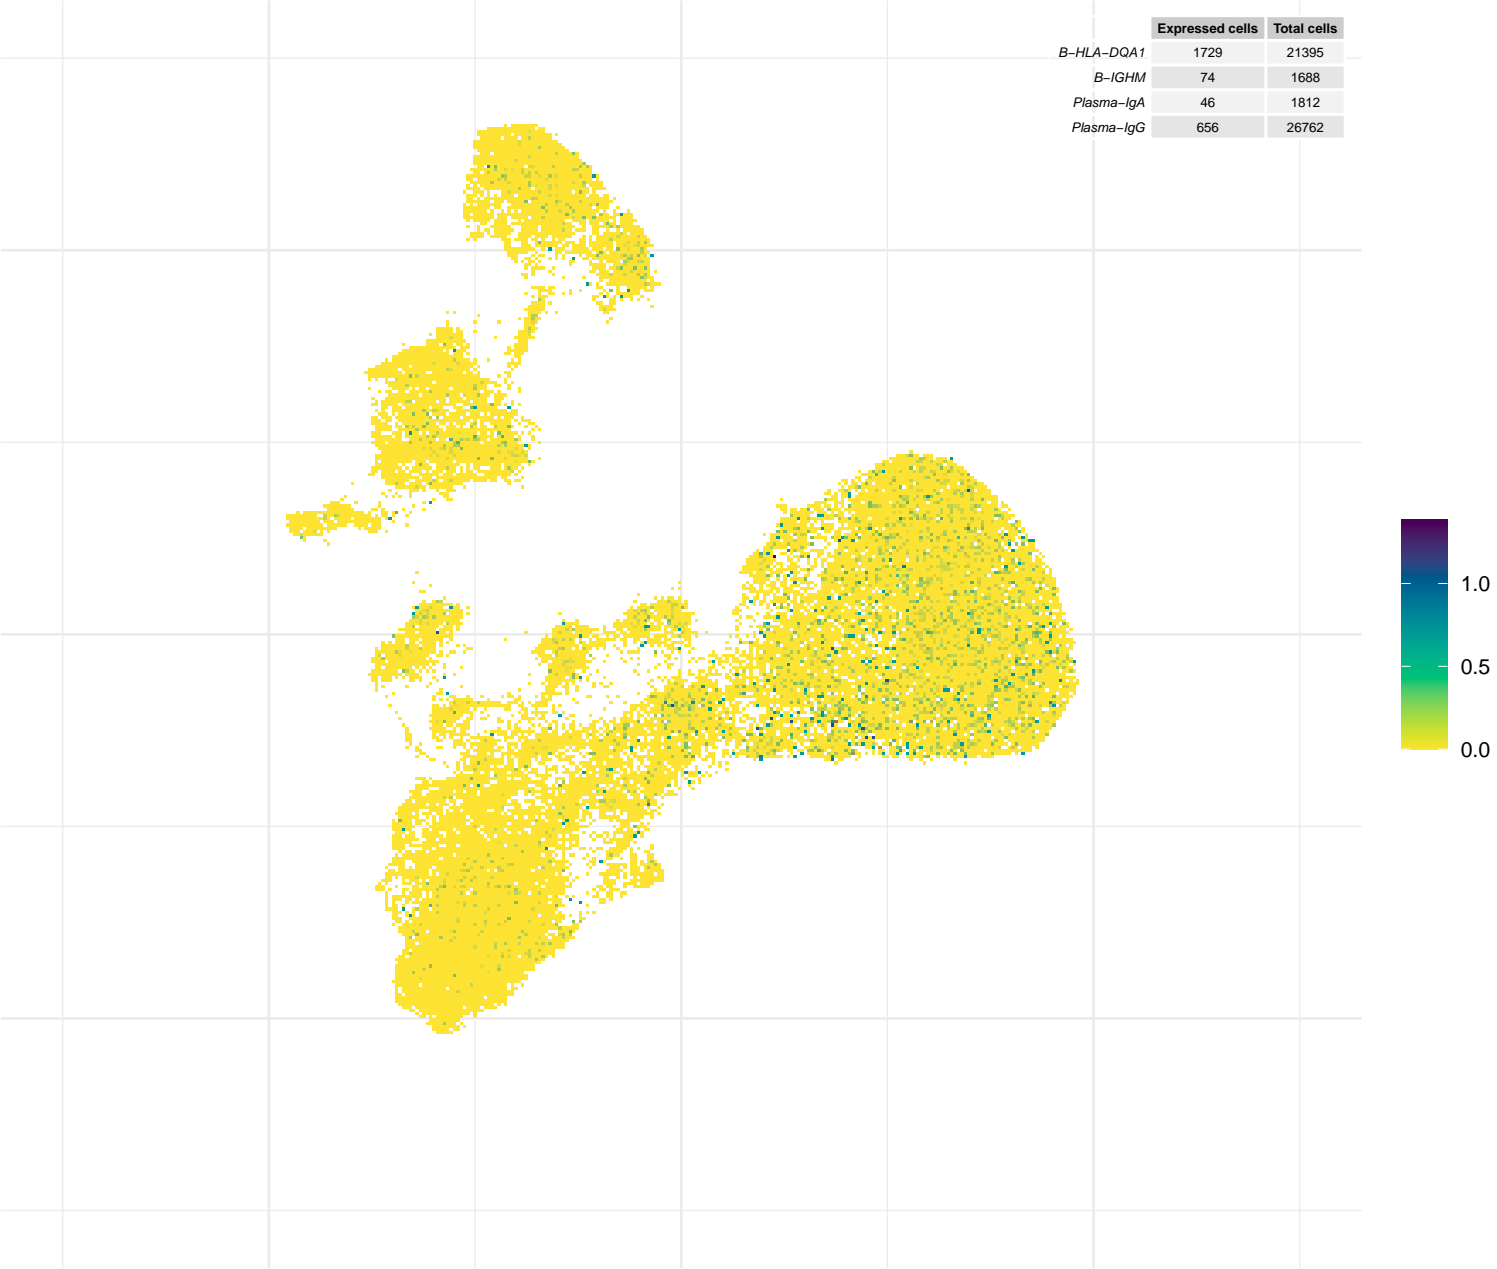 Expressed cells Total cells
B−HLA−DQA1 1729 21395
B−IGHM 74 1688
Plasma−IgA 46 1812
Plasma−IgG 656 26762
1.0
0.5
0.0